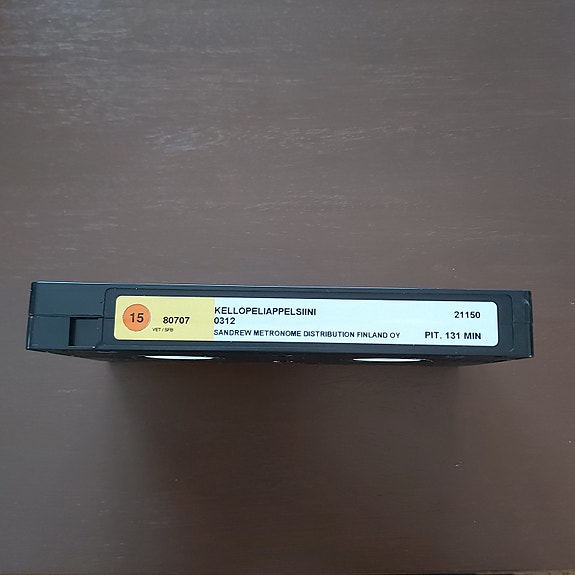 15
80707
VET / SFB
KELLOPELIAPPELSIINI
0312
SANDREW METRONOME DISTRIBUTION FINLAND OY
21150
PIT. 131 MIN